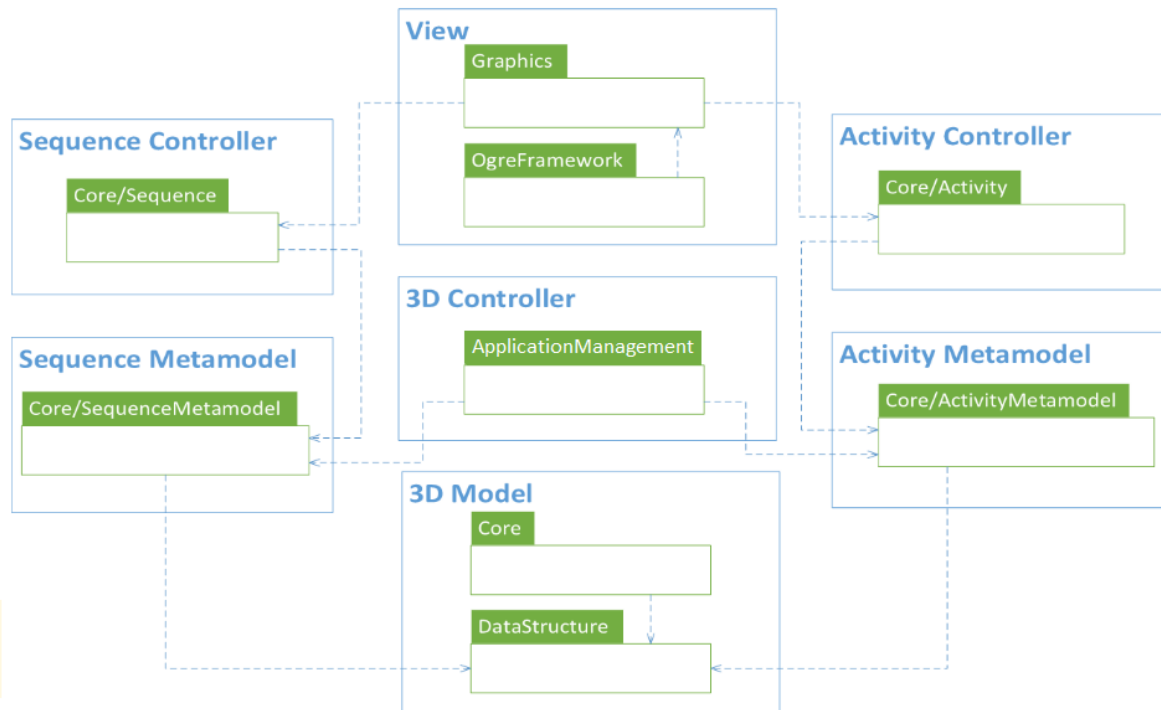 View
Graphics
OgreFramework
Sequence Controller
Core/Sequence
Activity Controller
Core/Activity
3D Controller
ApplicationManagement
Sequence Metamodel
Core/SequenceMetamodel
Activity Metamodel
Core/ActivityMetamodel
3D Model
Core
DataStructure